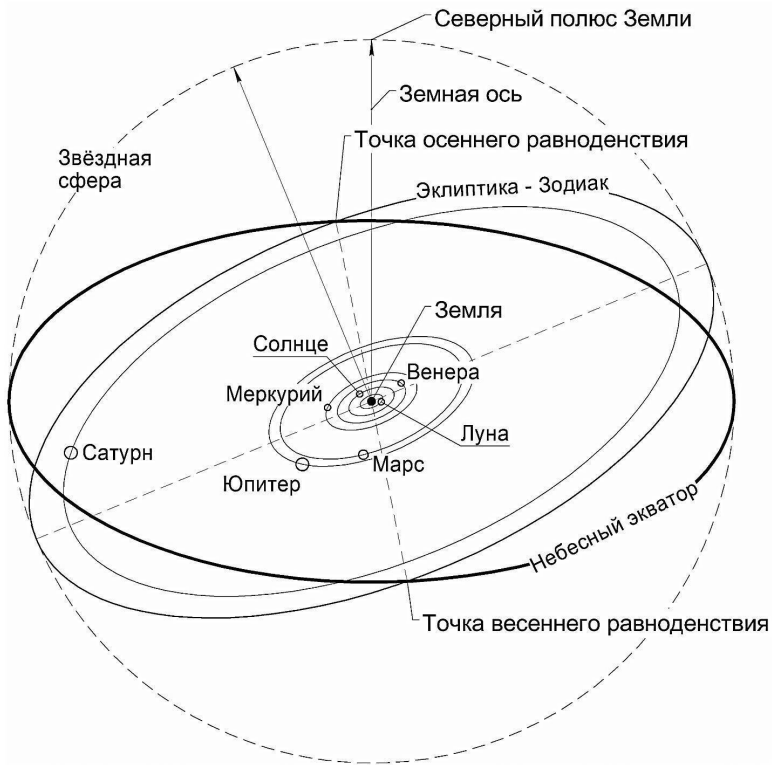 Северный полюс Земли
Земная ось
Точка осеннего равноденствия
Звёздная
сфера
Эклиптика - Зодиак
Земля
Солнце
Венера
Меркурий
Луна
Сатурн
Марс
Юпитер
Небесный экватор
Точка весеннего равноденствия